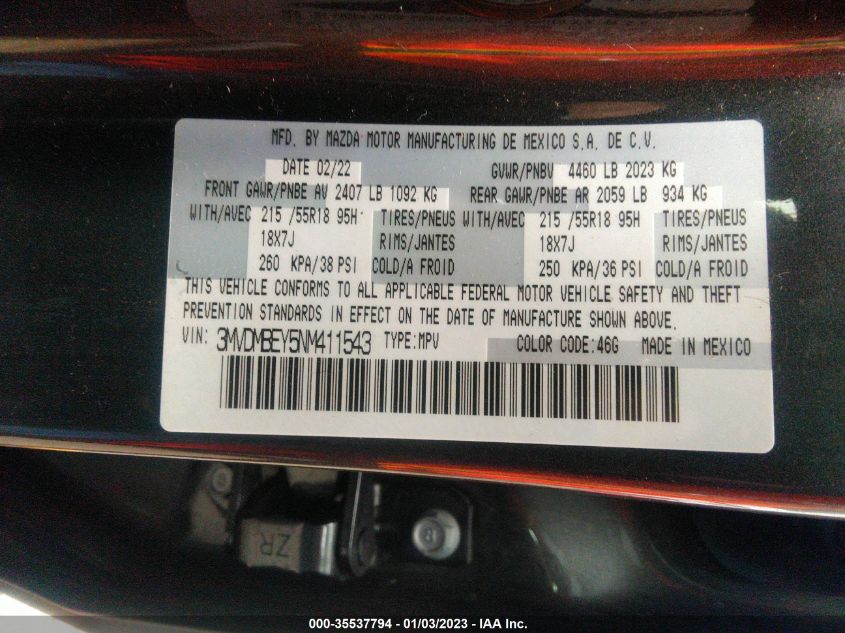 MFD. BY MAZDA MOTOR MANUFACTURING DE MEXICO S.A. DE C.V.
DATE 02/22 GVWR/PNBV 4460 LB 2023 KG
FRONT GAWR/PNBE AV 2407 LB 1092 KG REAR GAWR/PNBE AR 2059 LB 934 KG
WITH/AVEC 215 /55R18 95H TIRES/PNEUS WITH/AVEC 215 /55R18 95H TIRES/PNEUS
18X7J RIMS/JANTES 18X7J RIMS/JANTES
260 KPA/38 PSI COLD/A FROID 250 KPA/36 PSI COLD/A FROID
THIS VEHICLE CONFORMS TO ALL APPLICABLE FEDERAL MOTOR VEHICLE SAFETY AND THEFT
PREVENTION STANDARDS IN EFFECT ON THE DATE OF MANUFACTURE SHOWN ABOVE.
VIN: 3MVDMBEY5NM411543 TYPE:MPV COLOR CODE:46G MADE IN MEXICO
ZR
8
000-35537794 - 01/03/2023 - IAA Inc.